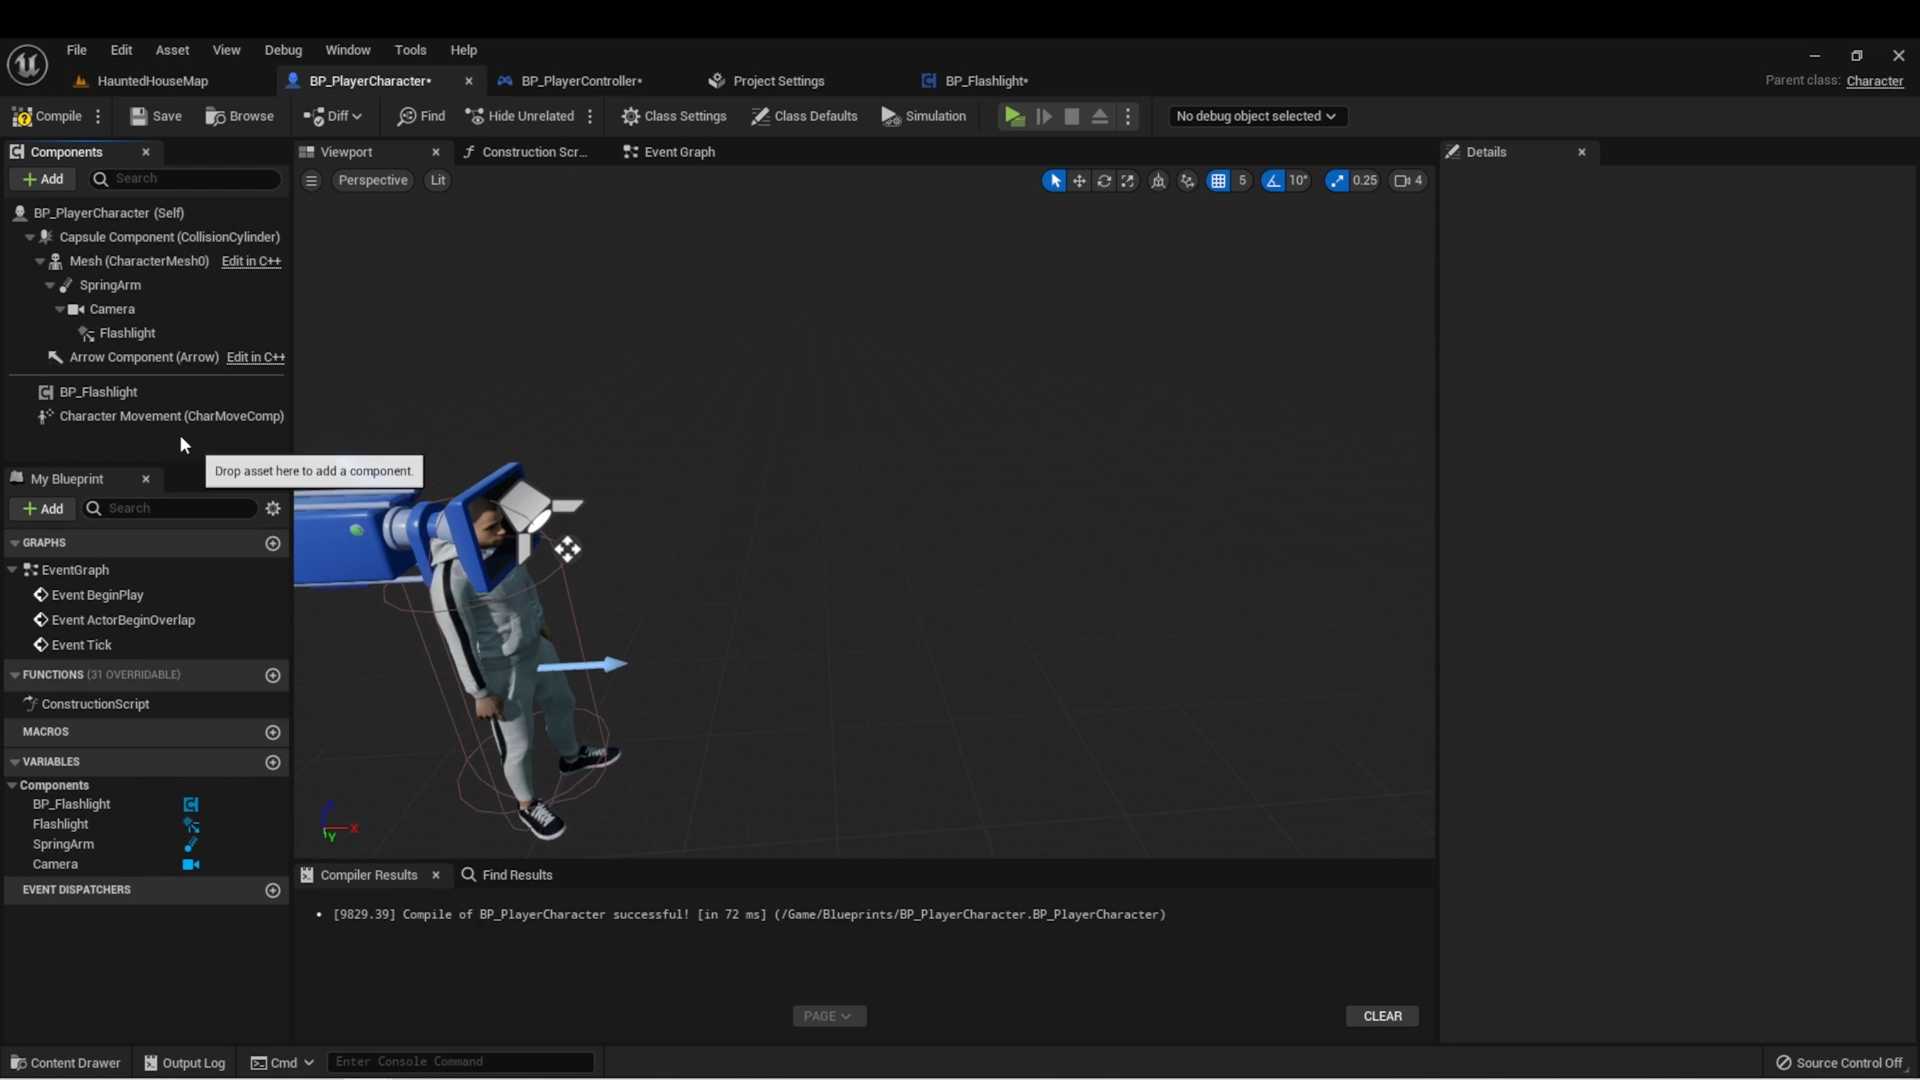 File Edit Asset View Debug Window Tools Help
HauntedHouseMap BP_PlayerCharacter* BP_PlayerController* Project Settings BP_Flashlight* Parent class: Character
Compile Save Browse Diff Find Hide Unrelated Class Settings Class Defaults Simulation No debug object selected
Components Viewport Construction Scr... Event Graph Details
Add Search Perspective Lit 5 10° 0.25 4
BP_PlayerCharacter (Self)
Capsule Component (CollisionCylinder)
Mesh (CharacterMesh0) Edit in C++
SpringArm
Camera
Flashlight
Arrow Component (Arrow) Edit in C++
BP_Flashlight
Character Movement (CharMoveComp)
Drop asset here to add a component.
My Blueprint
Add Search
GRAPHS
EventGraph
Event BeginPlay
Event ActorBeginOverlap
Event Tick
FUNCTIONS (31 OVERRIDABLE)
ConstructionScript
MACROS
VARIABLES
Components
BP_Flashlight
Flashlight
SpringArm
Camera
EVENT DISPATCHERS
X
Y
Compiler Results Find Results
[9829.39] Compile of BP_PlayerCharacter successful! [in 72 ms] (/Game/Blueprints/BP_PlayerCharacter.BP_PlayerCharacter)
PAGE CLEAR
Content Drawer Output Log Cmd Enter Console Command Source Control Off